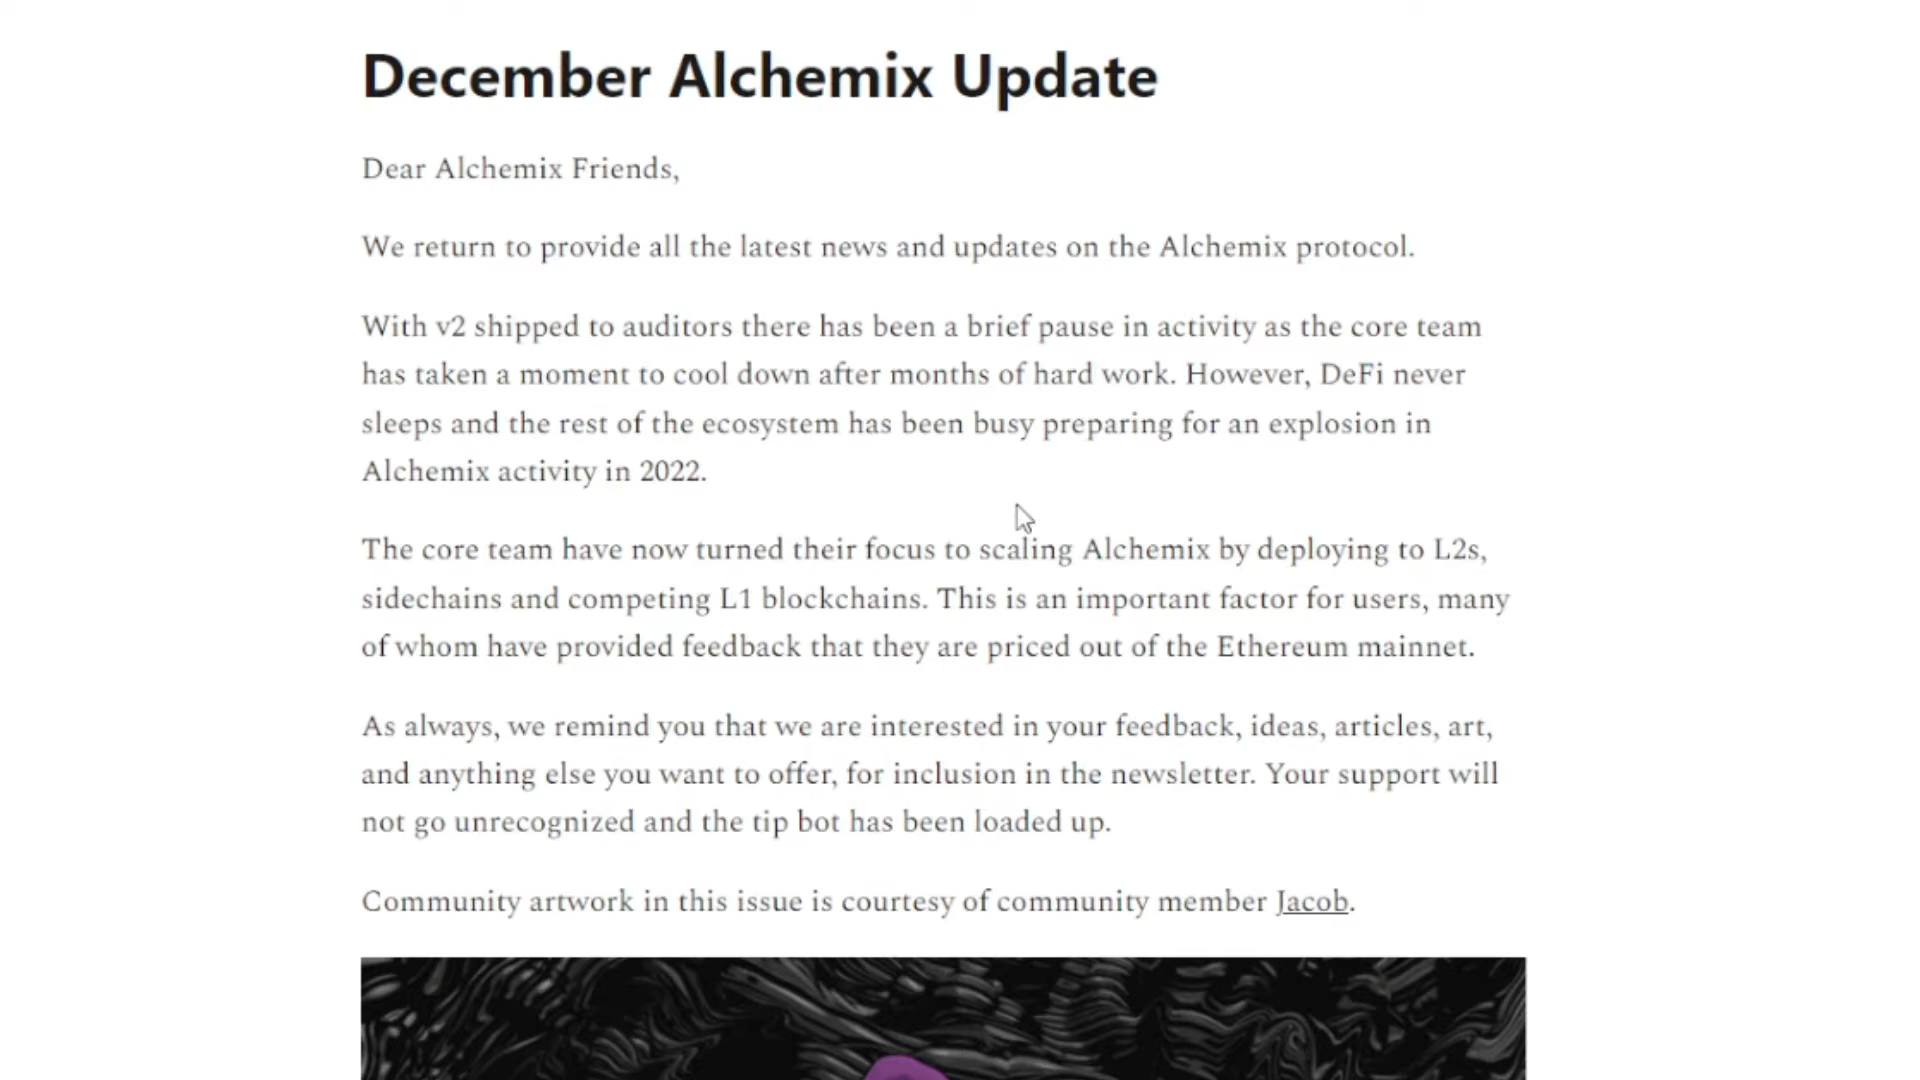 December Alchemix Update
Dear Alchemix Friends,
We return to provide all the latest news and updates on the Alchemix protocol.
With v2 shipped to auditors there has been a brief pause in activity as the core team
has taken a moment to cool down after months of hard work. However, DeFi never
sleeps and the rest of the ecosystem has been busy preparing for an explosion in
Alchemix activity in 2022.
The core team have now turned their focus to scaling Alchemix by deploying to L2s,
sidechains and competing L1 blockchains. This is an important factor for users, many
of whom have provided feedback that they are priced out of the Ethereum mainnet.
As always, we remind you that we are interested in your feedback, ideas, articles, art,
and anything else you want to offer, for inclusion in the newsletter. Your support will
not go unrecognized and the tip bot has been loaded up.
Community artwork in this issue is courtesy of community member Jacob.